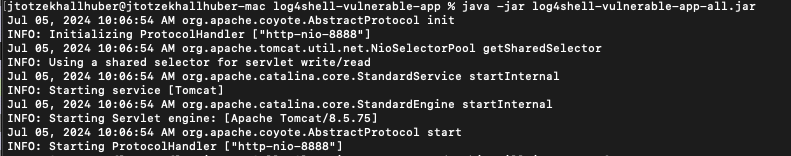 jtotzekhallhuber@jtotzekhallhuber-mac log4shell-vulnerable-app % java -jar log4shell-vulnerable-app-all.jar
Jul 05, 2024 10:06:54 AM org.apache.coyote.AbstractProtocol init
INFO: Initializing ProtocolHandler ["http-nio-8888"]
Jul 05, 2024 10:06:54 AM org.apache.tomcat.util.net.NioSelectorPool getSharedSelector
INFO: Using a shared selector for servlet write/read
Jul 05, 2024 10:06:54 AM org.apache.catalina.core.StandardService startInternal
INFO: Starting service [Tomcat]
Jul 05, 2024 10:06:54 AM org.apache.catalina.core.StandardEngine startInternal
INFO: Starting Servlet engine: [Apache Tomcat/8.5.75]
Jul 05, 2024 10:06:54 AM org.apache.coyote.AbstractProtocol start
INFO: Starting ProtocolHandler ["http-nio-8888"]